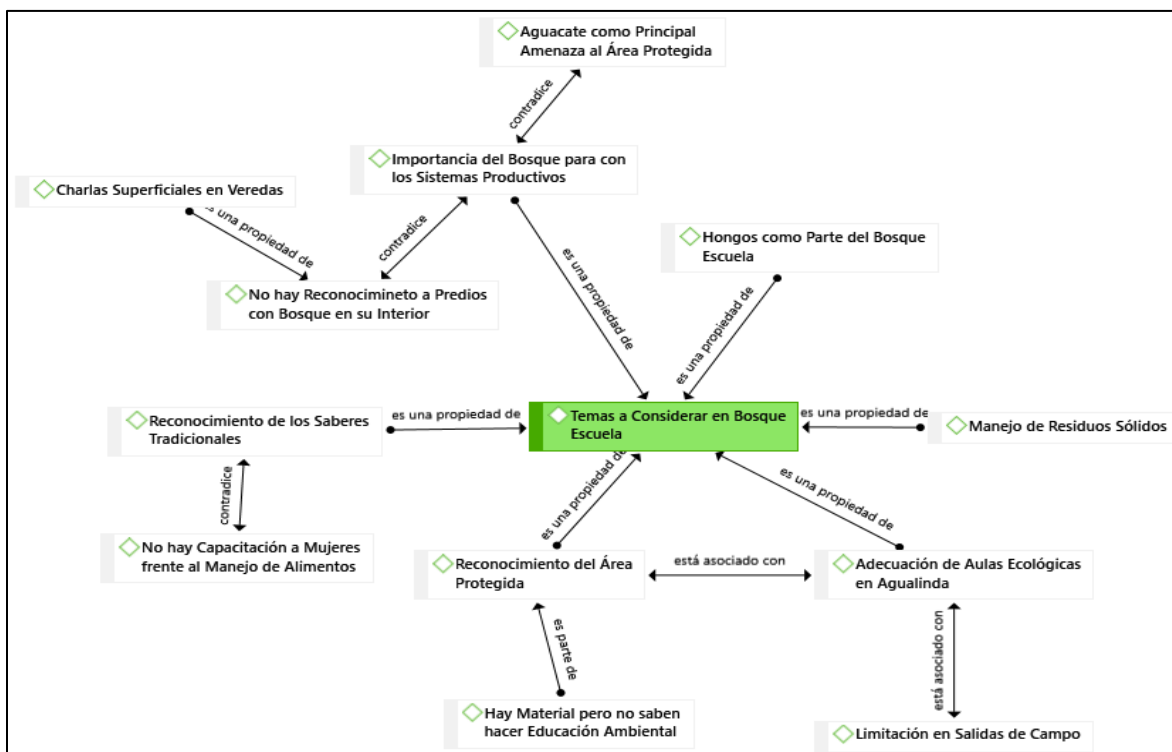 Aguacate como Principal
Amenaza al Área Protegida
contradice
Importancia del Bosque para con
los Sistemas Productivos
Charlas Superficiales en Veredas
es una propiedad de
contradice
No hay Reconocimineto a Predios
con Bosque en su Interior
es una propiedad de
Hongos como Parte del Bosque
Escuela
es una propiedad de
Reconocimiento de los Saberes
Tradicionales
es una propiedad de
Temas a Considerar en Bosque
Escuela
es una propiedad de
Manejo de Residuos Sólidos
contradice
No hay Capacitación a Mujeres
frente al Manejo de Alimentos
es una propiedad de
es una propiedad de
Reconocimiento del Área
Protegida
está asociado con
Adecuación de Aulas Ecológicas
en Agualinda
es parte de
está asociado con
Hay Material pero no saben
hacer Educación Ambiental
Limitación en Salidas de Campo